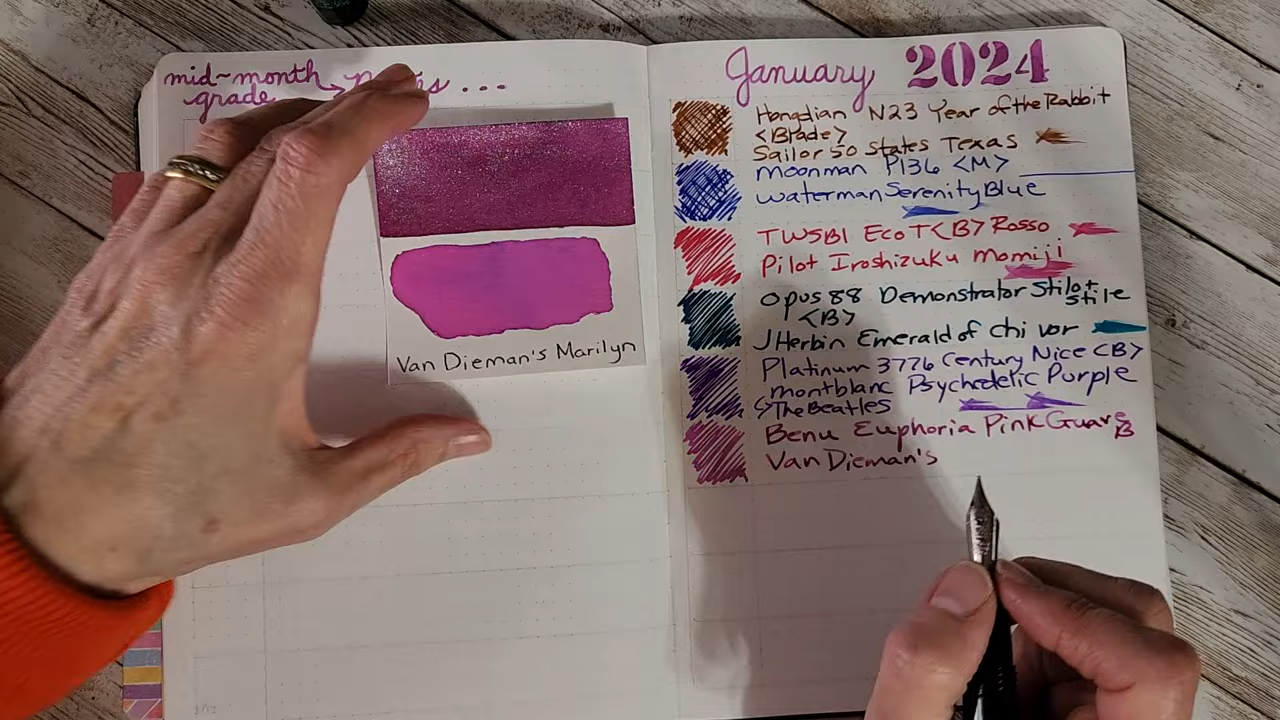 mid~month
grade
January 2024
Hongdian N23 Year of the Rabbit
<Blade>
Sailor 50 States Texas
Moonman P136 <M>
Waterman Serenity Blue
TWSBI Eco T <B> Rosso
Pilot Iroshizuku Momiji
Opus 88 Demonstrator Stilo +
Stile
<B>
JHerbin Emerald of Chivor
Platinum 3776 Century Nice <B>
montblanc Psychedelic Purple
The Beatles
Benu Euphoria Pink Guave
B
Van Dieman's
Van Dieman's Marilyn